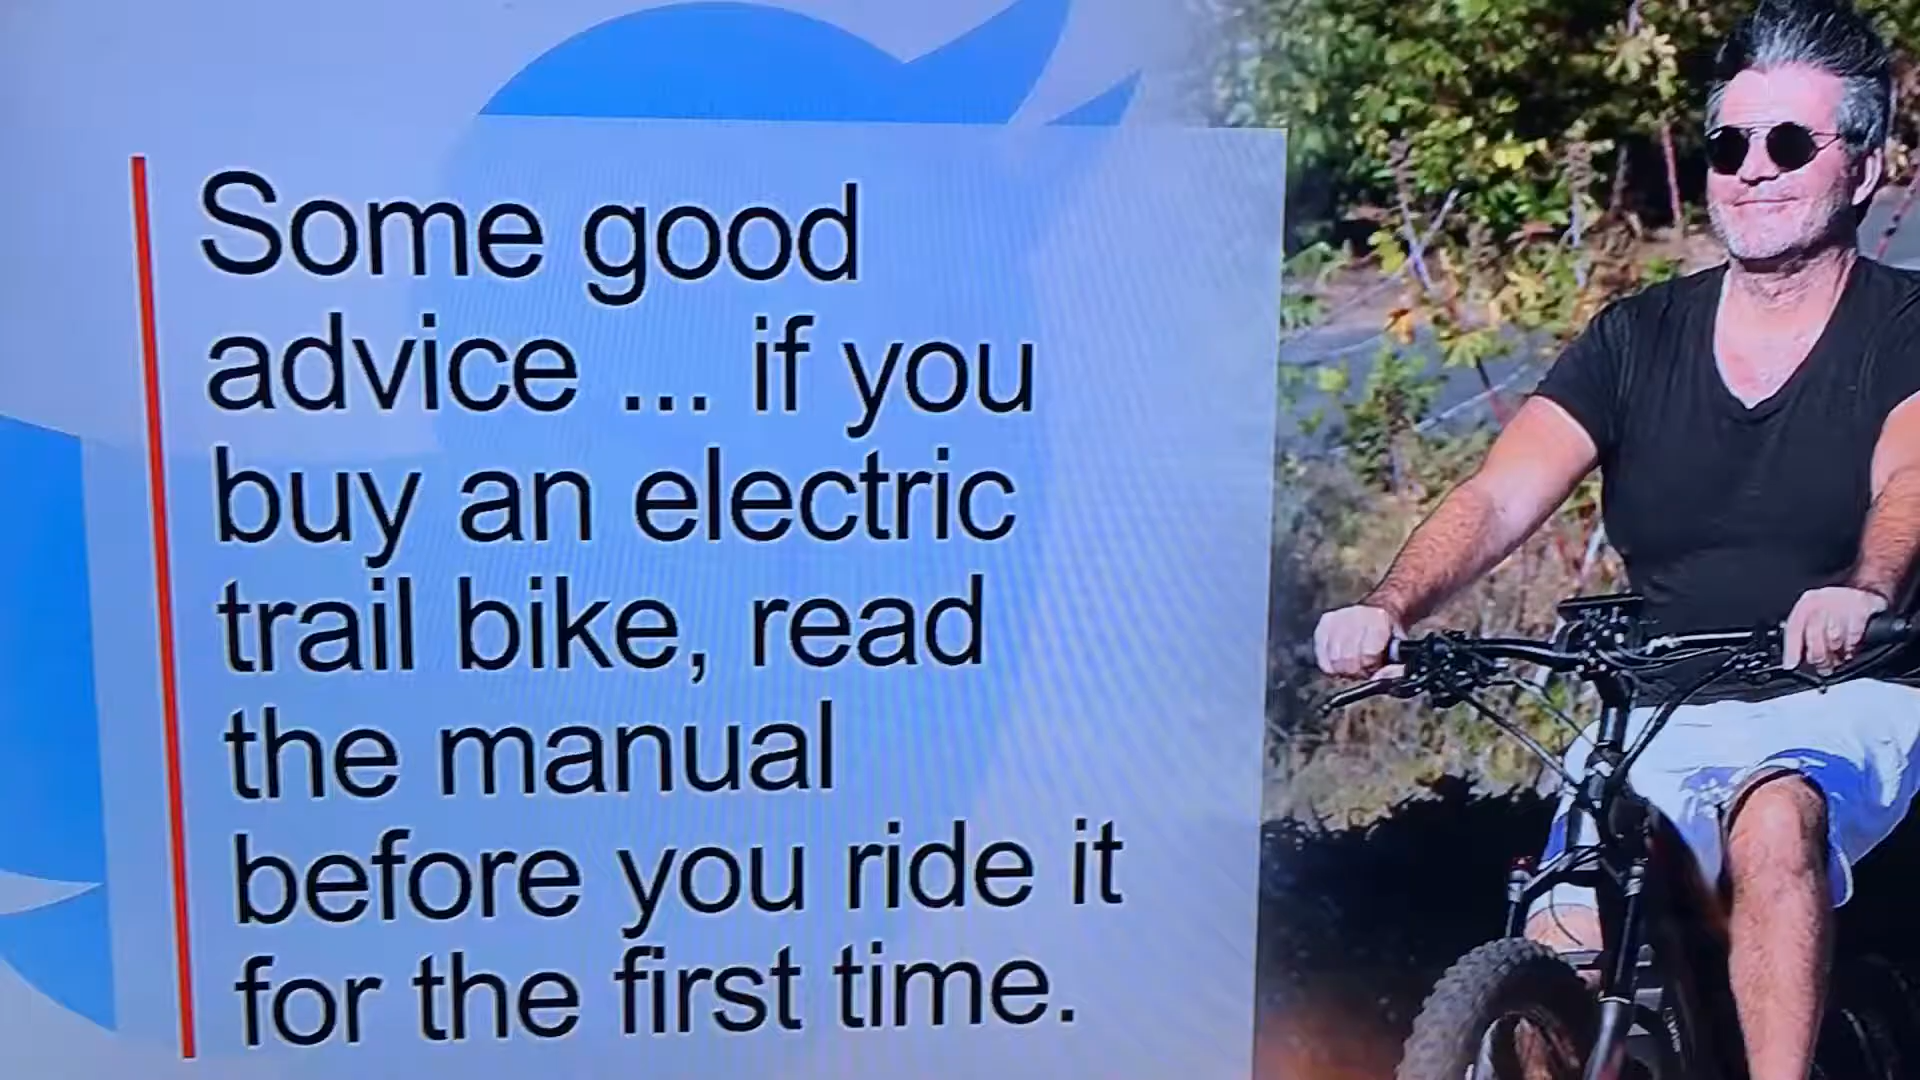 Some good
advice ... if you
buy an electric
trail bike, read
the manual
before you ride it
for the first time.